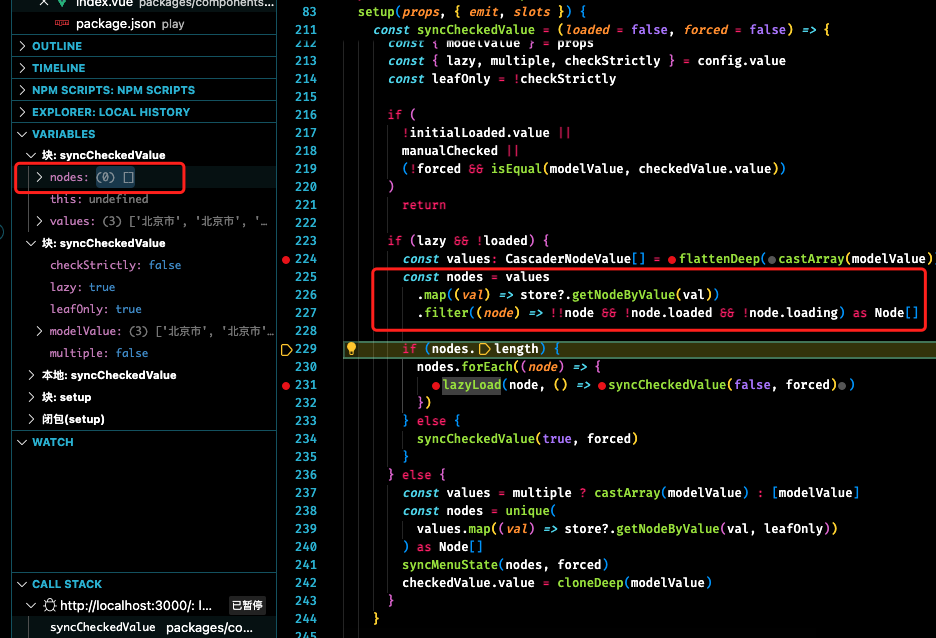 index.vue packages/components...
package.json play
OUTLINE
TIMELINE
NPM SCRIPTS: NPM SCRIPTS
EXPLORER: LOCAL HISTORY
VARIABLES
块: syncCheckedValue
nodes: (0) []
this: undefined
values: (3) ['北京市', '北京市', '…
块: syncCheckedValue
checkStrictly: false
lazy: true
leafOnly: true
modelValue: (3) ['北京市', '北京市'…
multiple: false
本地: syncCheckedValue
块: setup
闭包(setup)
WATCH
CALL STACK
http://localhost:3000/: l... 已暂停
syncCheckedValue packages/co...
83 setup(props, { emit, slots }) {
211 const syncCheckedValue = (loaded = false, forced = false) => {
212 const { modelValue } = props
213 const { lazy, multiple, checkStrictly } = config.value
214 const leafOnly = !checkStrictly
215
216 if (
217 !initialLoaded.value ||
218 manualChecked ||
219 (!forced && isEqual(modelValue, checkedValue.value))
220 )
221 return
222
223 if (lazy && !loaded) {
224 const values: CascaderNodeValue[] = flattenDeep(castArray(modelValue)
225 const nodes = values
226 .map((val) => store?.getNodeByValue(val))
227 .filter((node) => !!node && !node.loaded && !node.loading) as Node[]
228
229 if (nodes.length) {
230 nodes.forEach((node) => {
231 lazyLoad(node, () => syncCheckedValue(false, forced))
232 })
233 } else {
234 syncCheckedValue(true, forced)
235 }
236 } else {
237 const values = multiple ? castArray(modelValue) : [modelValue]
238 const nodes = unique(
239 values.map((val) => store?.getNodeByValue(val, leafOnly))
240 ) as Node[]
241 syncMenuState(nodes, forced)
242 checkedValue.value = cloneDeep(modelValue)
243 }
244 }
245